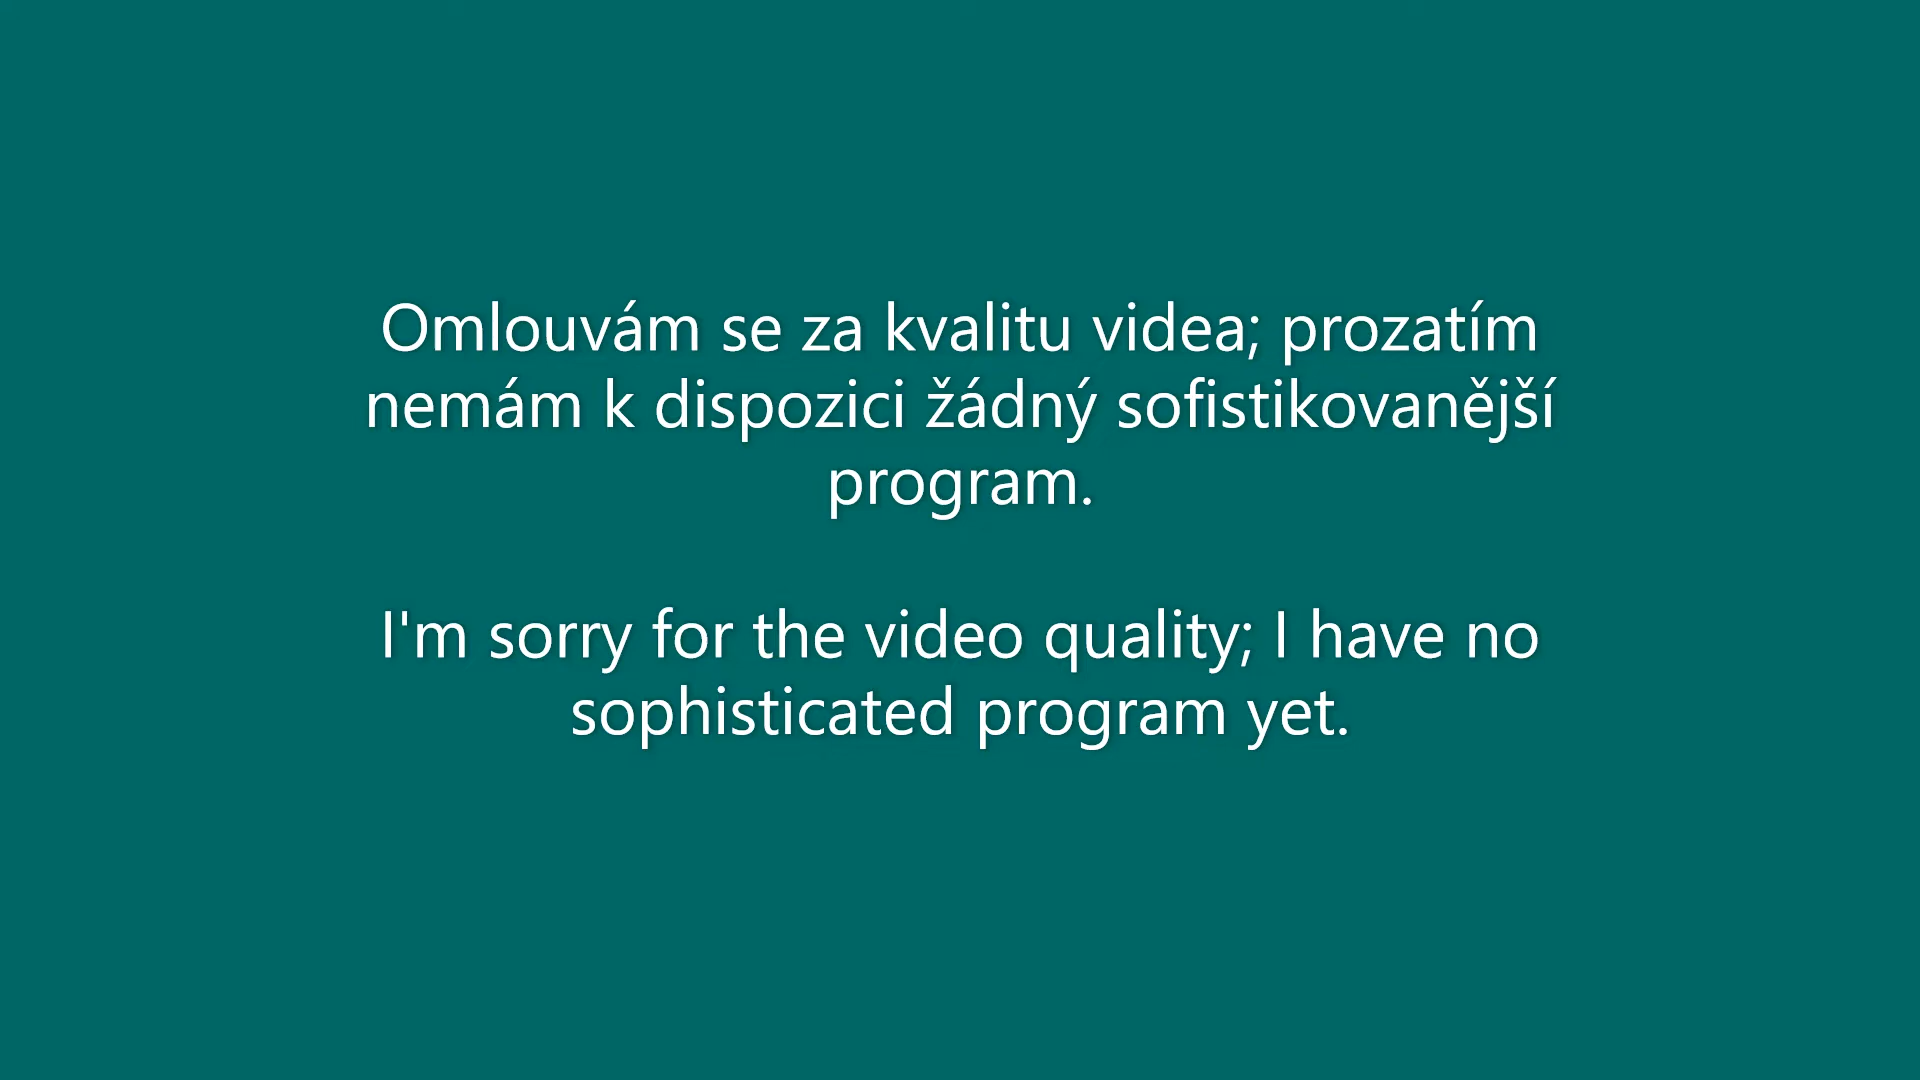 Omlouvám se za kvalitu videa; prozatím
nemám k dispozici žádný sofistikovanější
program.
I'm sorry for the video quality; I have no
sophisticated program yet.